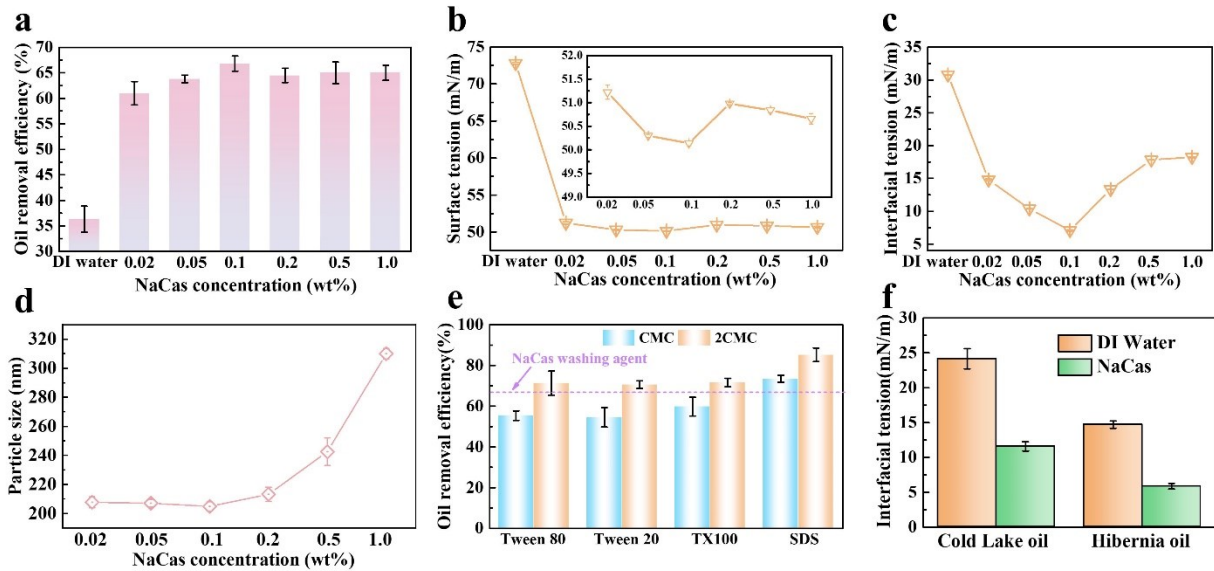 a
Oil removal efficiency (%)
70
65
60
55
50
45
40
35
30
DI water 0.02 0.05 0.1 0.2 0.5 1.0
NaCas concentration (wt%)
b
Surface tension (mN/m)
75
70
65
60
55
50
52.0
51.5
51.0
50.5
50.0
49.5
49.0
0.02 0.05 0.1 0.2 0.5 1.0
DI water 0.02 0.05 0.1 0.2 0.5 1.0
NaCas concentration (wt%)
c
Interfacial tension (mN/m)
35
30
25
20
15
10
5
DI water 0.02 0.05 0.1 0.2 0.5 1.0
NaCas concentration (wt%)
d
Particle size (nm)
320
300
280
260
240
220
200
0.02 0.05 0.1 0.2 0.5 1.0
NaCas concentration (wt%)
e
Oil removal efficiency(%)
100
80
60
40
20
0
CMC 2CMC
NaCas washing agent
Tween 80 Tween 20 TX100 SDS
f
Interfacial tension(mN/m)
30
25
20
15
10
5
0
DI Water
NaCas
Cold Lake oil Hibernia oil